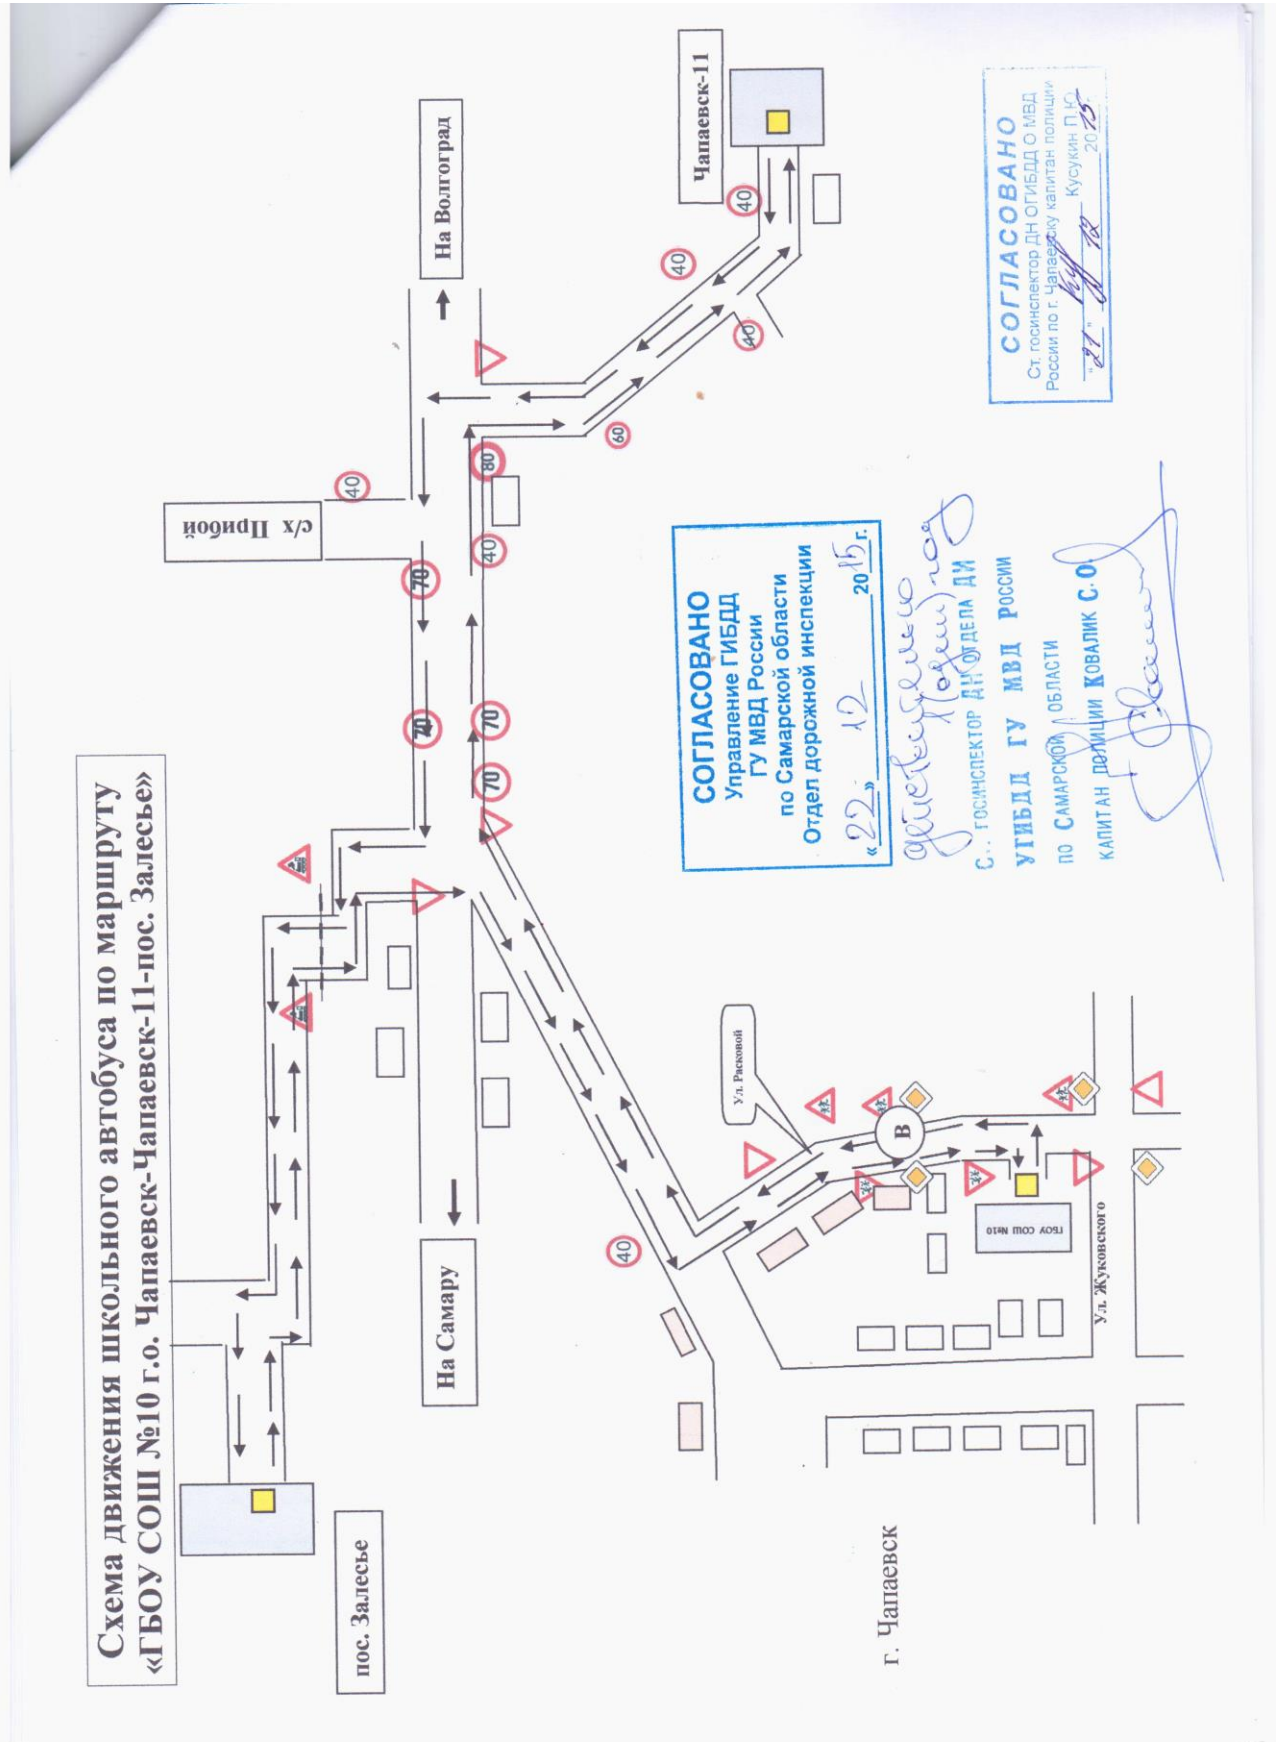 Схема движения школьного автобуса по маршруту
«ГБОУ СОШ №10 г.о. Чапаевск-Чапаевск-11-пос. Залесье»
пос. Залесье
с/х Прибой
На Волгоград
На Самару
Чапаевск-11
40
70
70
70
70
40
80
60
40
40
40
40
Ул. Расковой
В
ГБОУ СОШ №10
Ул. Жуковского
г. Чапаевск
СОГЛАСОВАНО
Управление ГИБДД
ГУ МВД России
по Самарской области
Отдел дорожной инспекции
«22» 12 2015 г.
действительно
ГОСИНСПЕКТОР ДН ОТДЕЛА ДИ
УГИБДД ГУ МВД РОССИИ
ПО САМАРСКОЙ ОБЛАСТИ
КАПИТАН ПОЛИЦИИ КОВАЛИК С.О.
СОГЛАСОВАНО
Ст. госинспектор ДН ОГИБДД О МВД
России по г. Чапаевску капитан полиции
Кусукин П.Ю.
"21" 12 2015